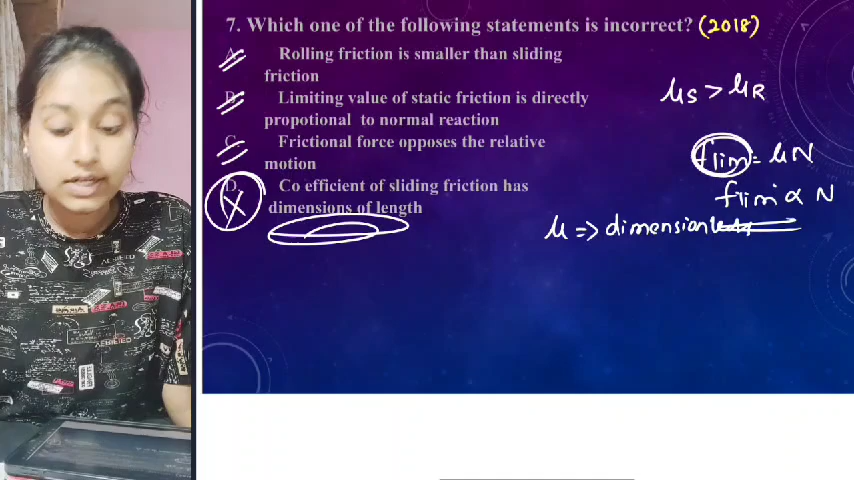 7. Which one of the following statements is incorrect? (2018)
A. Rolling friction is smaller than sliding
friction
B. Limiting value of static friction is directly
propotional to normal reaction
C. Frictional force opposes the relative
motion
D. Co efficient of sliding friction has
dimensions of length
μs > μR
flim = μN
flim ∝ N
μ => dimensionless